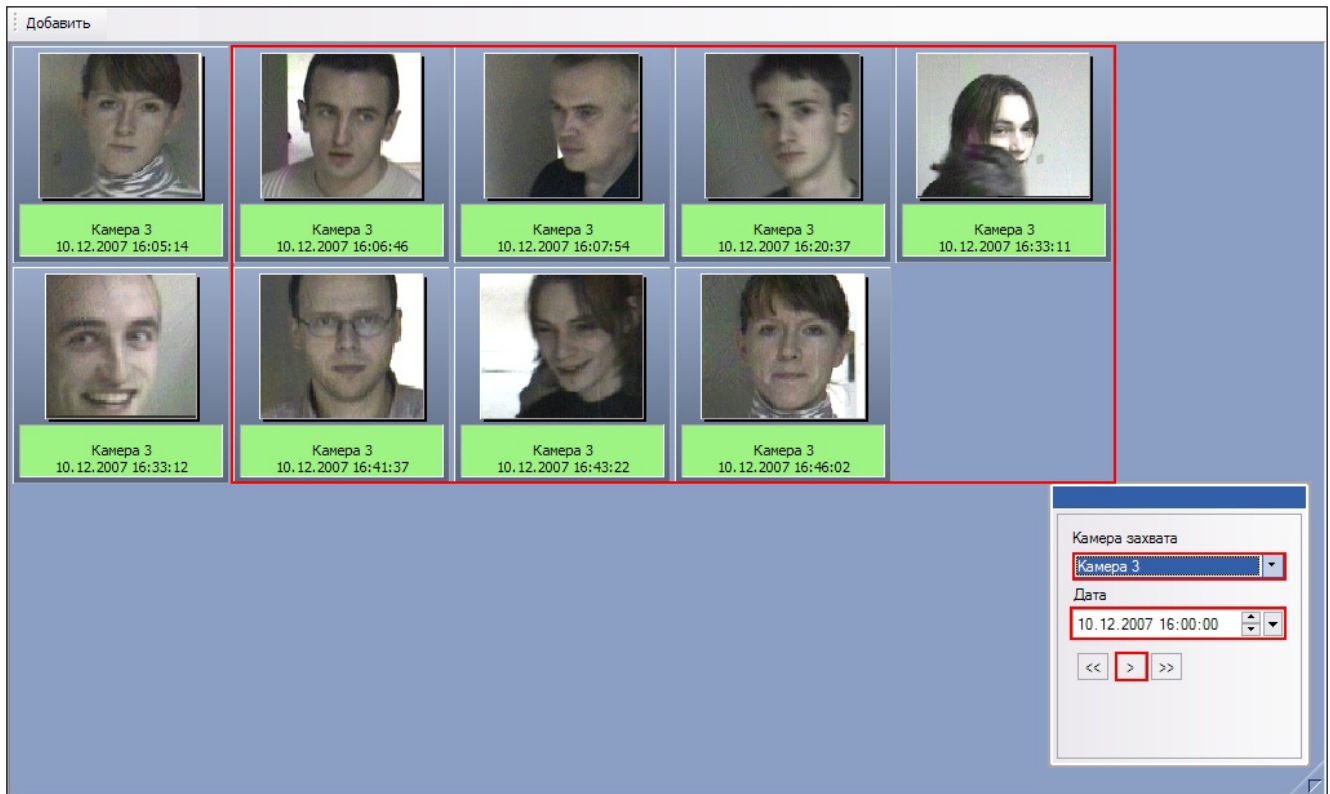 Добавить
Камера 3
10.12.2007 16:05:14
Камера 3
10.12.2007 16:06:46
Камера 3
10.12.2007 16:07:54
Камера 3
10.12.2007 16:20:37
Камера 3
10.12.2007 16:33:11
Камера 3
10.12.2007 16:33:12
Камера 3
10.12.2007 16:41:37
Камера 3
10.12.2007 16:43:22
Камера 3
10.12.2007 16:46:02
Камера захвата
Камера 3
Дата
10.12.2007 16:00:00
<< > >>